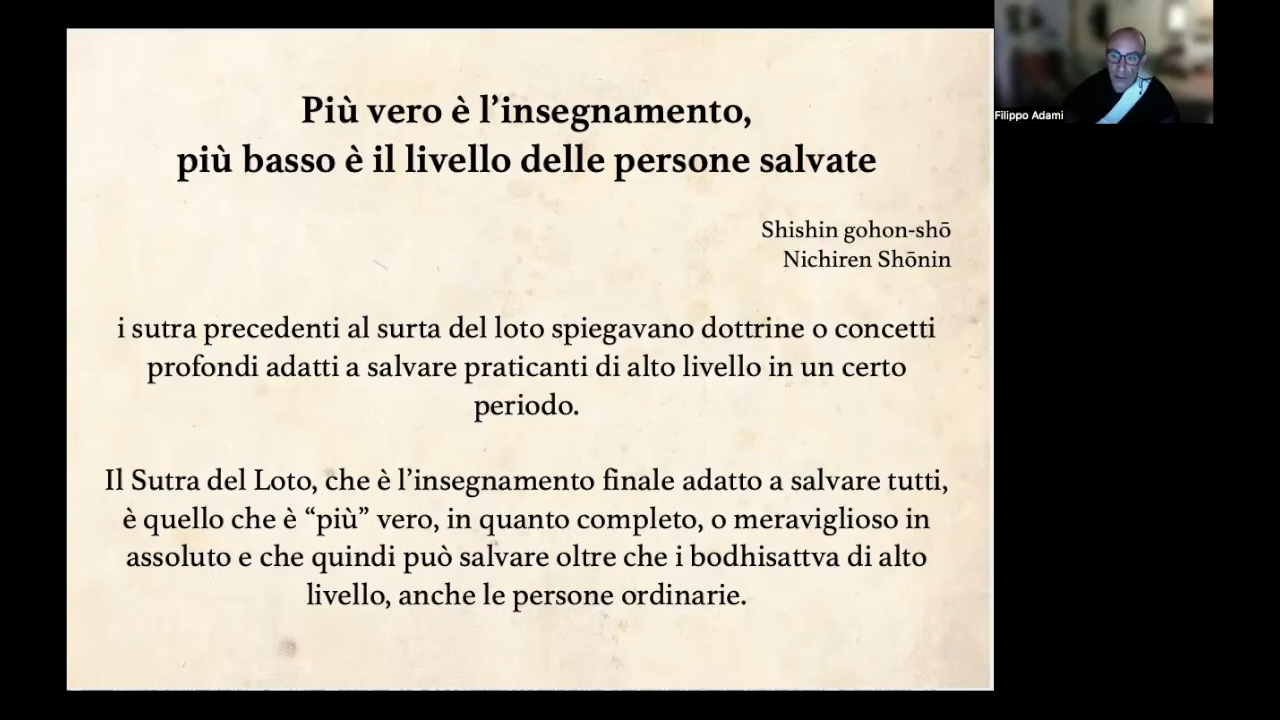 Più vero è l’insegnamento,
più basso è il livello delle persone salvate
Shishin gohon-shō
Nichiren Shōnin
i sutra precedenti al surta del loto spiegavano dottrine o concetti
profondi adatti a salvare praticanti di alto livello in un certo
periodo.
Il Sutra del Loto, che è l’insegnamento finale adatto a salvare tutti,
è quello che è “più” vero, in quanto completo, o meraviglioso in
assoluto e che quindi può salvare oltre che i bodhisattva di alto
livello, anche le persone ordinarie.
Filippo Adami